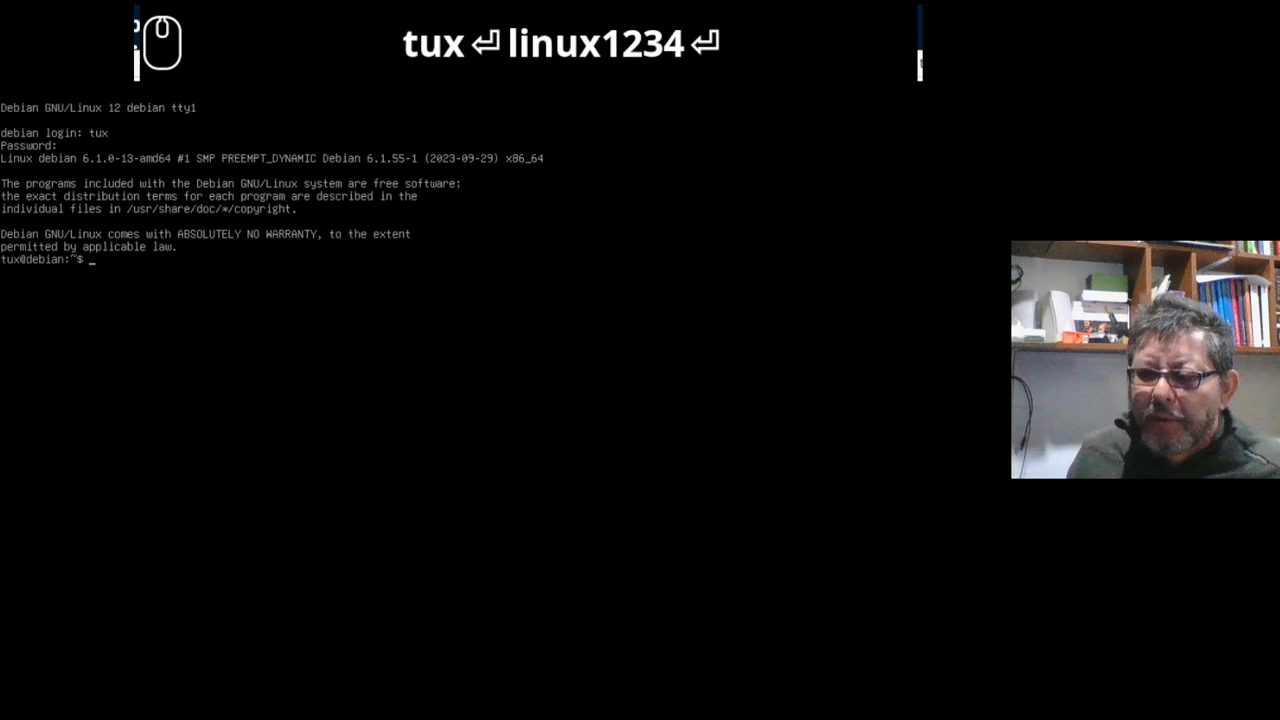 tux⏎linux1234⏎
Debian GNU/Linux 12 debian tty1
debian login: tux
Password:
Linux debian 6.1.0-13-amd64 #1 SMP PREEMPT_DYNAMIC Debian 6.1.55-1 (2023-09-29) x86_64
The programs included with the Debian GNU/Linux system are free software;
the exact distribution terms for each program are described in the
individual files in /usr/share/doc/*/copyright.
Debian GNU/Linux comes with ABSOLUTELY NO WARRANTY, to the extent
permitted by applicable law.
tux@debian:~$ _